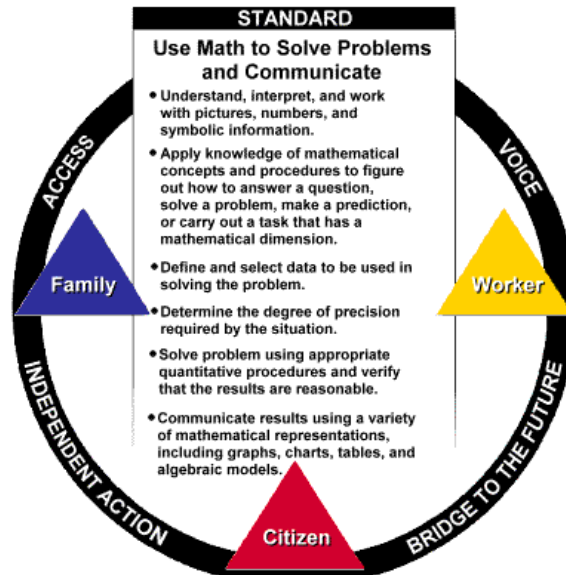 STANDARD
Use Math to Solve Problems
and Communicate
• Understand, interpret, and work
with pictures, numbers, and
symbolic information.
• Apply knowledge of mathematical
concepts and procedures to figure
out how to answer a question,
solve a problem, make a prediction,
or carry out a task that has a
mathematical dimension.
• Define and select data to be used in
solving the problem.
• Determine the degree of precision
required by the situation.
• Solve problem using appropriate
quantitative procedures and verify
that the results are reasonable.
• Communicate results using a variety
of mathematical representations,
including graphs, charts, tables, and
algebraic models.
ACCESS
VOICE
Family
Worker
INDEPENDENT ACTION
BRIDGE TO THE FUTURE
Citizen